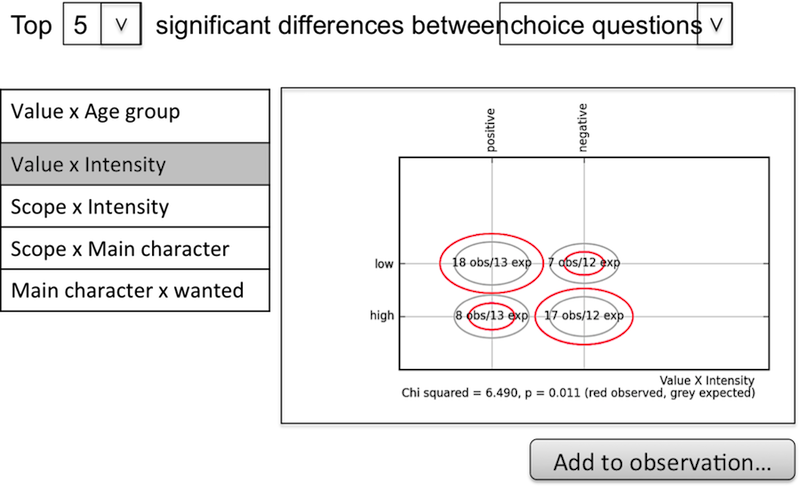 Top 5 V significant differences between choice questions V
Value x Age group
Value x Intensity
Scope x Intensity
Scope x Main character
Main character x wanted
positive negative
low 18 obs/13 exp 7 obs/12 exp
high 8 obs/13 exp 17 obs/12 exp
Value X Intensity
Chi squared = 6.490, p = 0.011 (red observed, grey expected)
Add to observation...